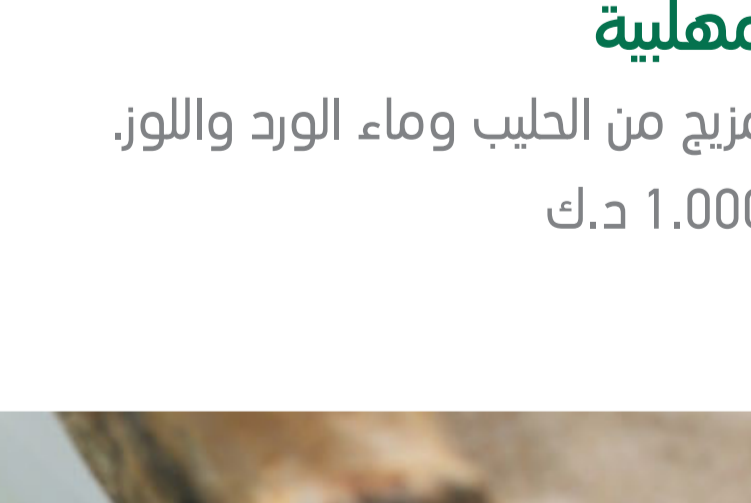 مهلبية
مزيج من الحليب وماء الورد واللوز.
1.000 د.ك